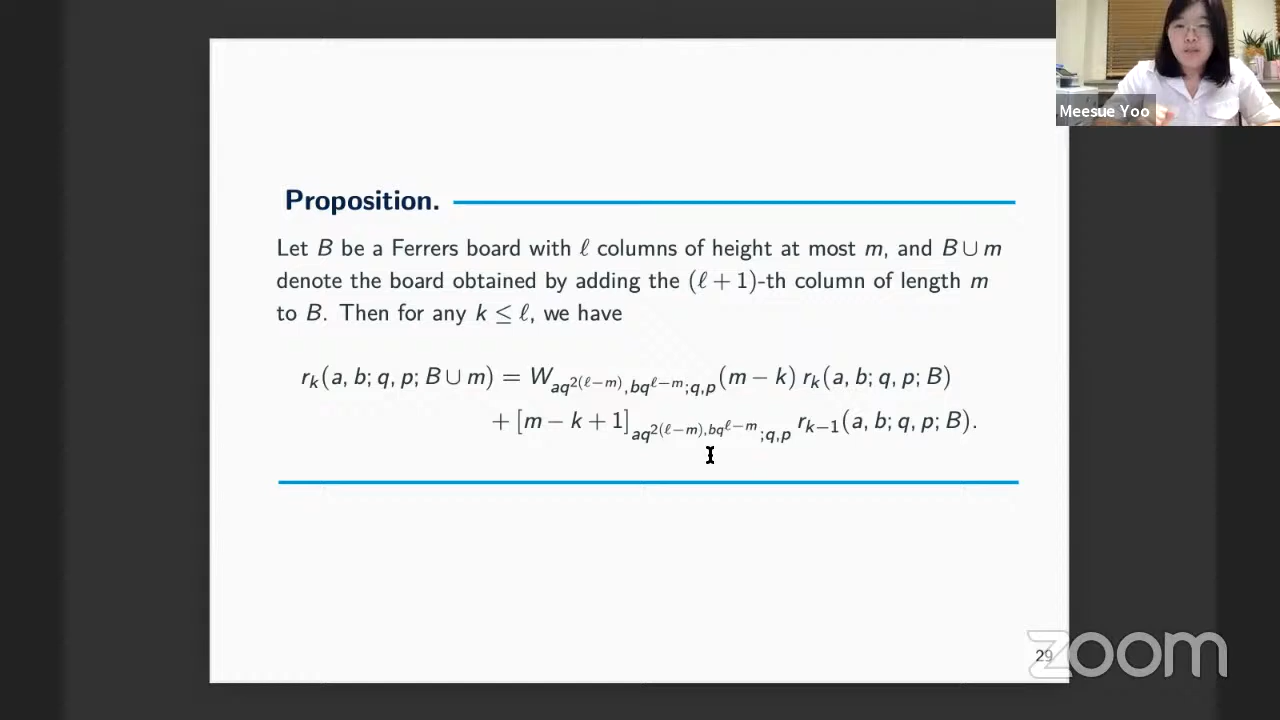 Meesue Yoo
Proposition.
Let B be a Ferrers board with ℓ columns of height at most m, and B ∪ m
denote the board obtained by adding the (ℓ + 1)-th column of length m
to B. Then for any k ≤ ℓ, we have
r_k(a, b; q, p; B ∪ m) = W_{aq^{2(ℓ−m)},bq^{ℓ−m};q,p}(m − k) r_k(a, b; q, p; B)
+ [m − k + 1]_{aq^{2(ℓ−m)},bq^{ℓ−m};q,p} r_{k−1}(a, b; q, p; B).
29
zoom